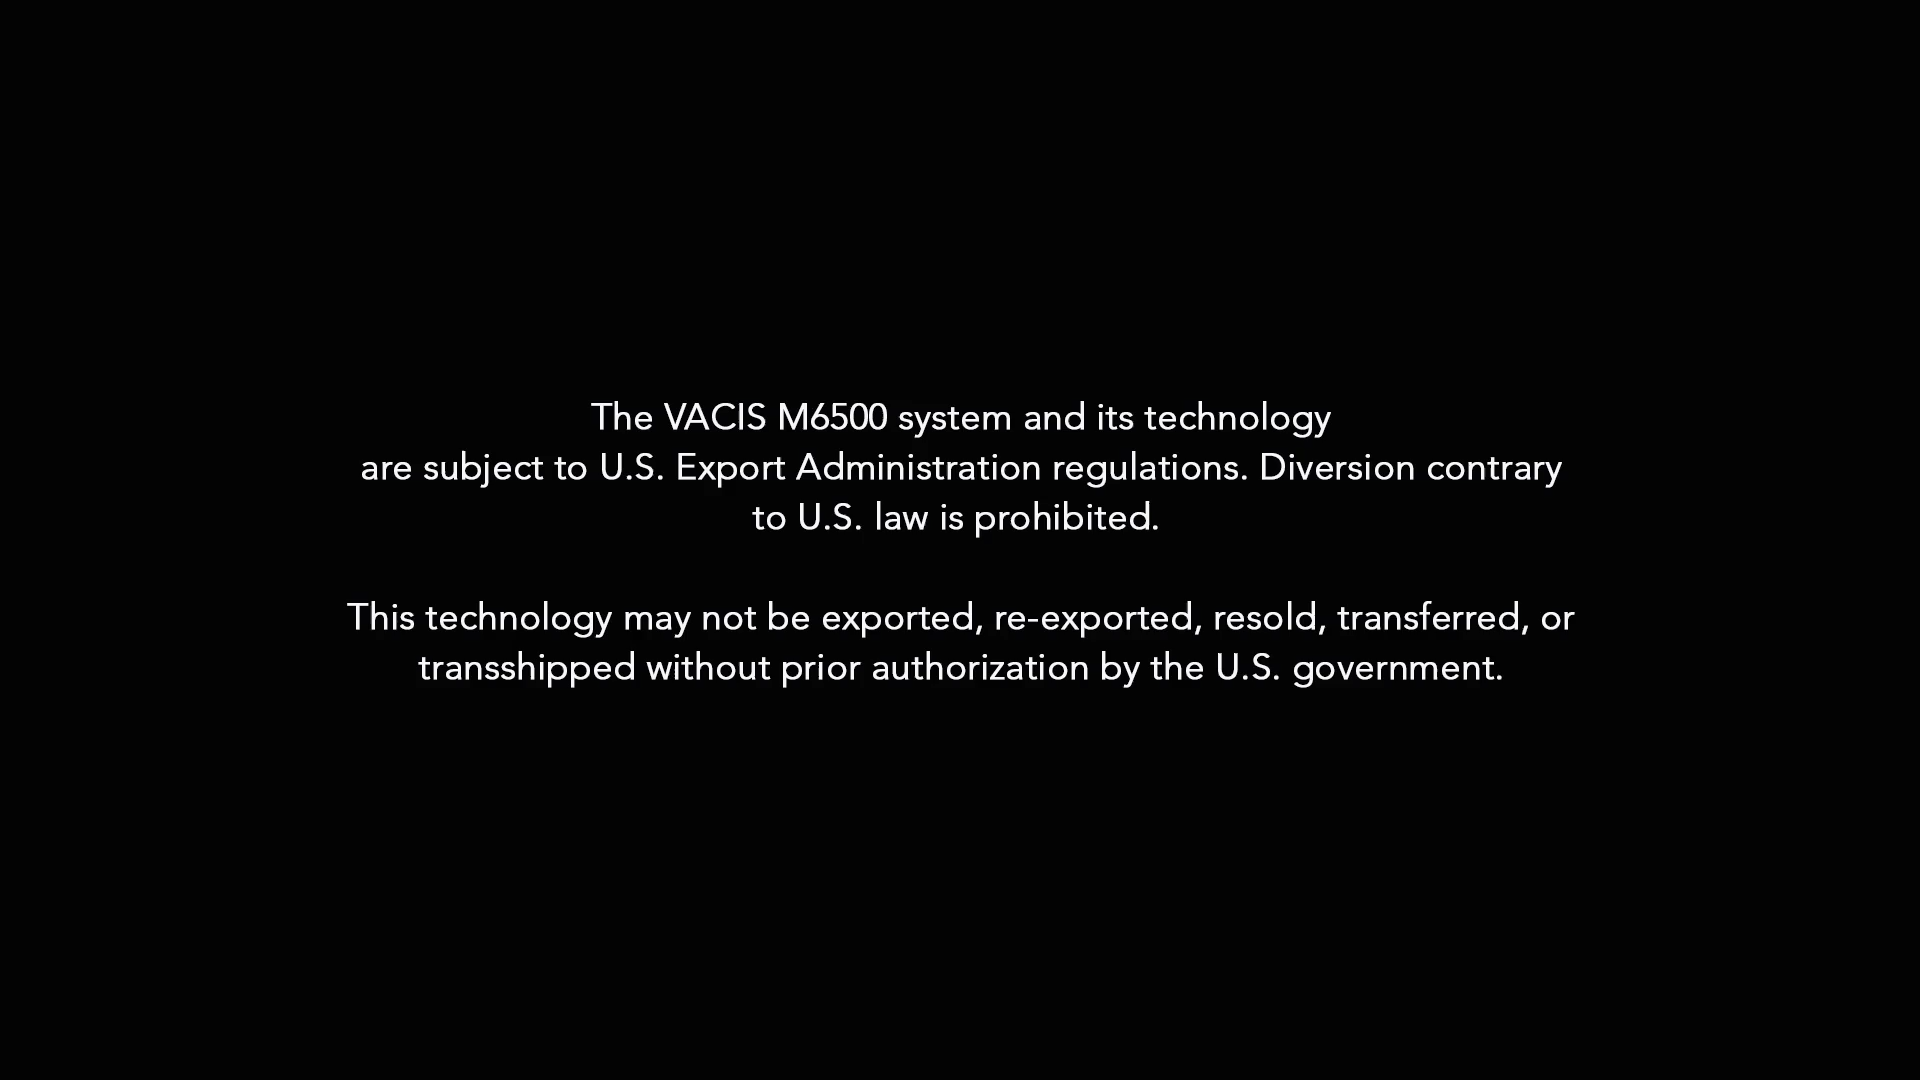 The VACIS M6500 system and its technology
are subject to U.S. Export Administration regulations. Diversion contrary
to U.S. law is prohibited.
This technology may not be exported, re-exported, resold, transferred, or
transshipped without prior authorization by the U.S. government.